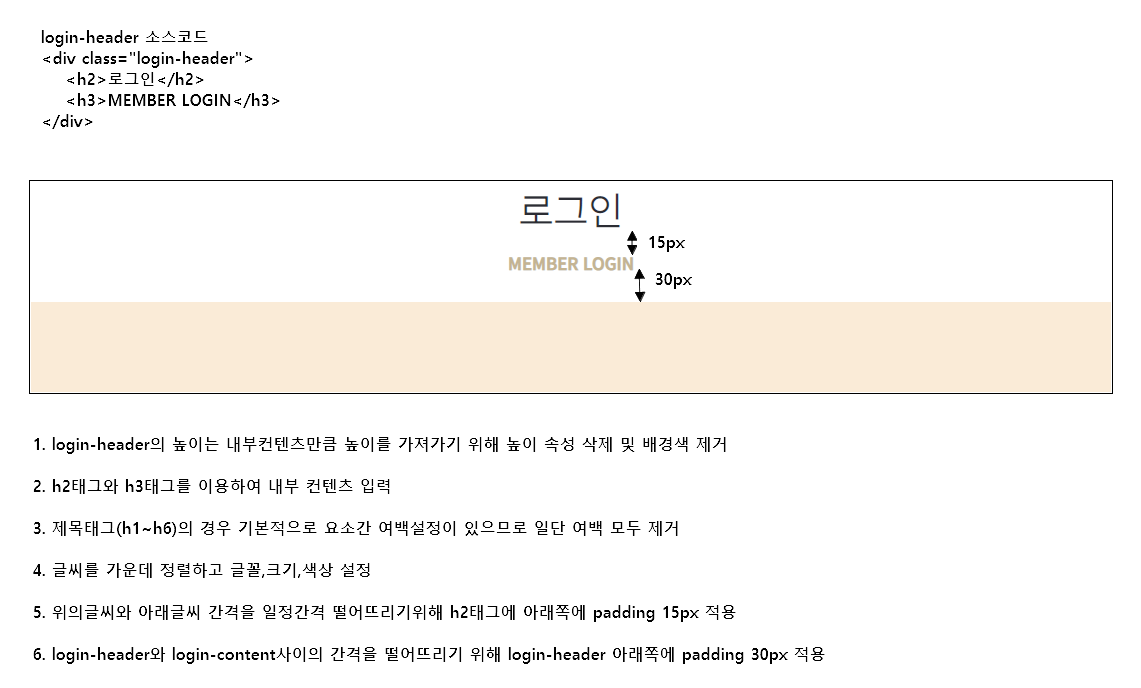 login-header 소스코드
<div class="login-header">
<h2>로그인</h2>
<h3>MEMBER LOGIN</h3>
</div>
로그인
15px
MEMBER LOGIN
30px
1. login-header의 높이는 내부컨텐츠만큼 높이를 가져가기 위해 높이 속성 삭제 및 배경색 제거
2. h2태그와 h3태그를 이용하여 내부 컨텐츠 입력
3. 제목태그(h1~h6)의 경우 기본적으로 요소간 여백설정이 있으므로 일단 여백 모두 제거
4. 글씨를 가운데 정렬하고 글꼴,크기,색상 설정
5. 위의글씨와 아래글씨 간격을 일정간격 떨어뜨리기위해 h2태그에 아래쪽에 padding 15px 적용
6. login-header와 login-content사이의 간격을 떨어뜨리기 위해 login-header 아래쪽에 padding 30px 적용